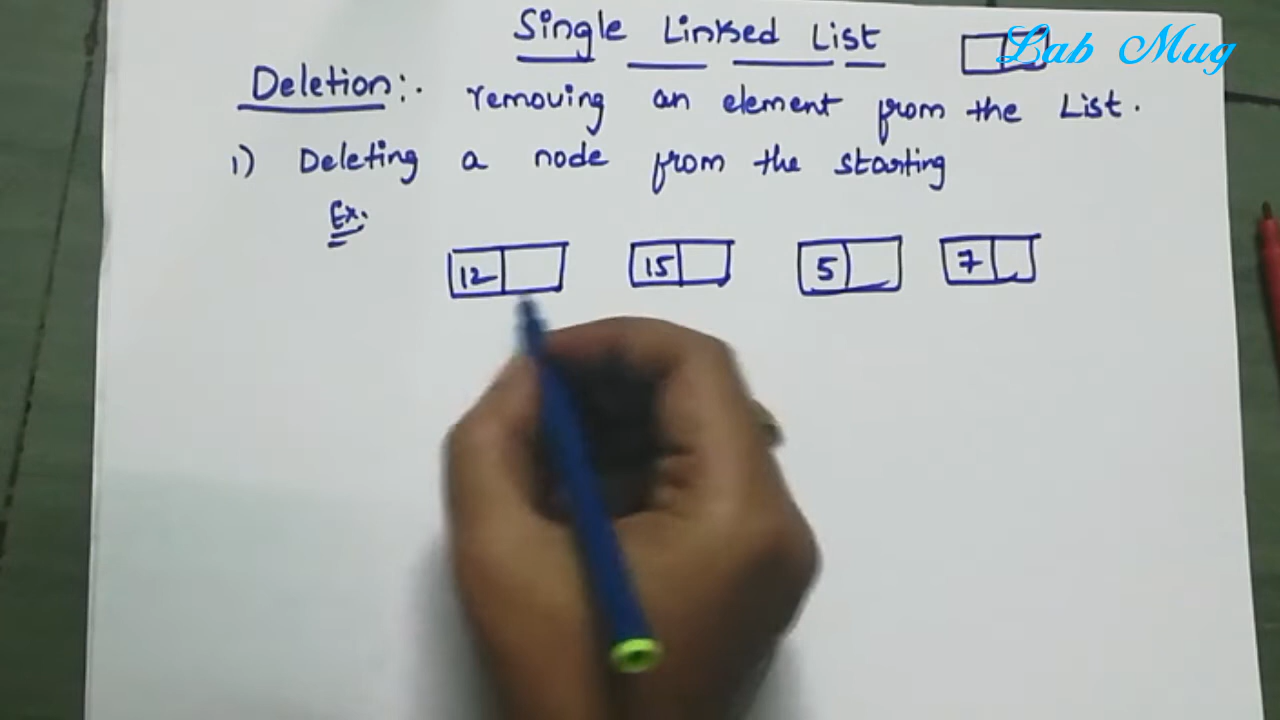 Single Linked List
Lab Mug
Deletion:- removing an element from the List.
1) Deleting a node from the starting
Ex.
12 15 5 7